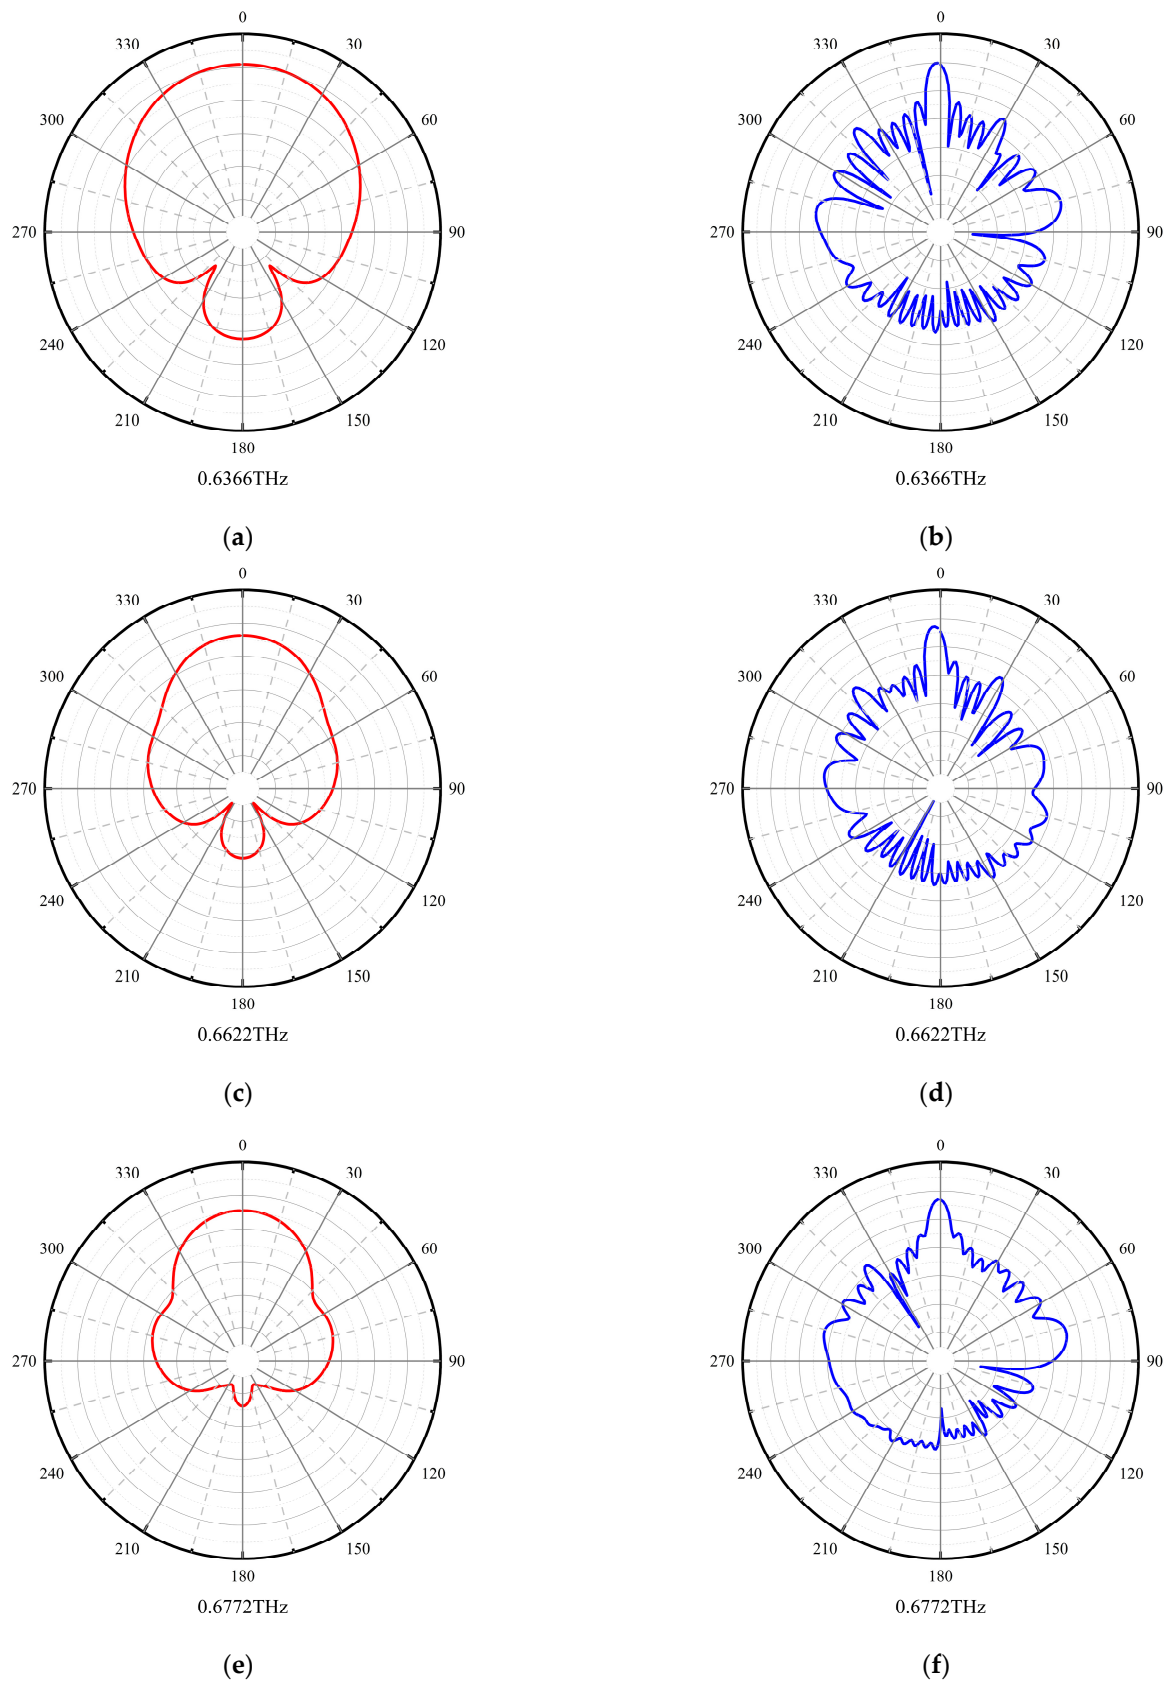 0 0
330 30 330 30
300 60 300 60
270 90 270 90
240 120 240 120
210 150 210 150
180 180
0.6366THz 0.6366THz
(a) (b)
0 0
330 30 330 30
300 60 300 60
270 90 270 90
240 120 240 120
210 150 210 150
180 180
0.6622THz 0.6622THz
(c) (d)
0 0
330 30 330 30
300 60 300 60
270 90 270 90
240 120 240 120
210 150 210 150
180 180
0.6772THz 0.6772THz
(e) (f)